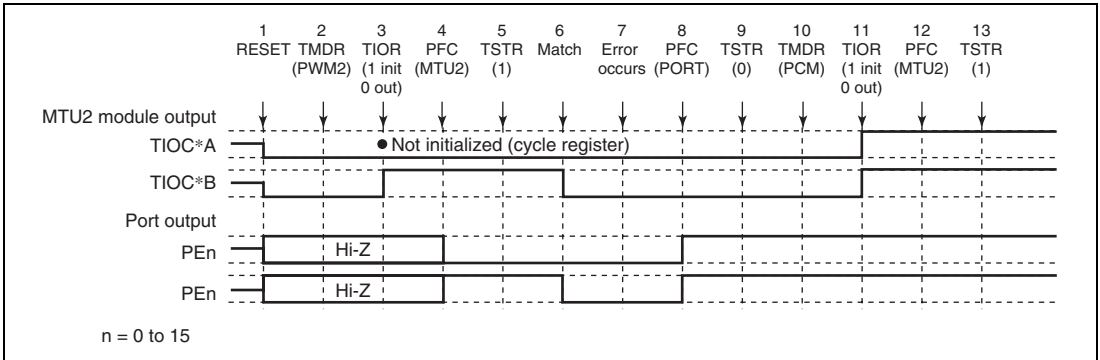 1 2 3 4 5 6 7 8 9 10 11 12 13
RESET TMDR TIOR PFC TSTR Match Error PFC TSTR TMDR TIOR PFC TSTR
(PWM2) (1 init (MTU2) (1) occurs (PORT) (0) (PCM) (1 init (MTU2) (1)
0 out) 0 out)
MTU2 module output
TIOC*A
● Not initialized (cycle register)
TIOC*B
Port output
PEn Hi-Z
PEn Hi-Z
n = 0 to 15